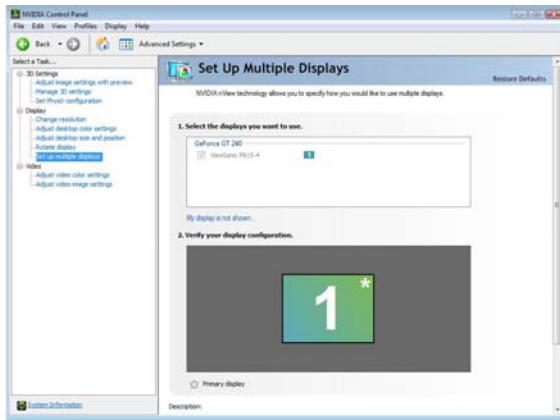 NVIDIA Control Panel
File Edit View Profiles Display Help
Back Advanced Settings
Select a Task...
3D Settings
Adjust image settings with preview
Manage 3D settings
Set PhysX configuration
Display
Change resolution
Adjust desktop color settings
Adjust desktop size and position
Rotate display
Set up multiple displays
Video
Adjust video color settings
Adjust video image settings
System Information
Set Up Multiple Displays
Restore Defaults
NVIDIA nView technology allows you to specify how you would like to use multiple displays.
1. Select the displays you want to use.
GeForce GT 240
ViewSonic 1
My display is not shown...
2. Verify your display configuration.
1 *
Primary display
Description: